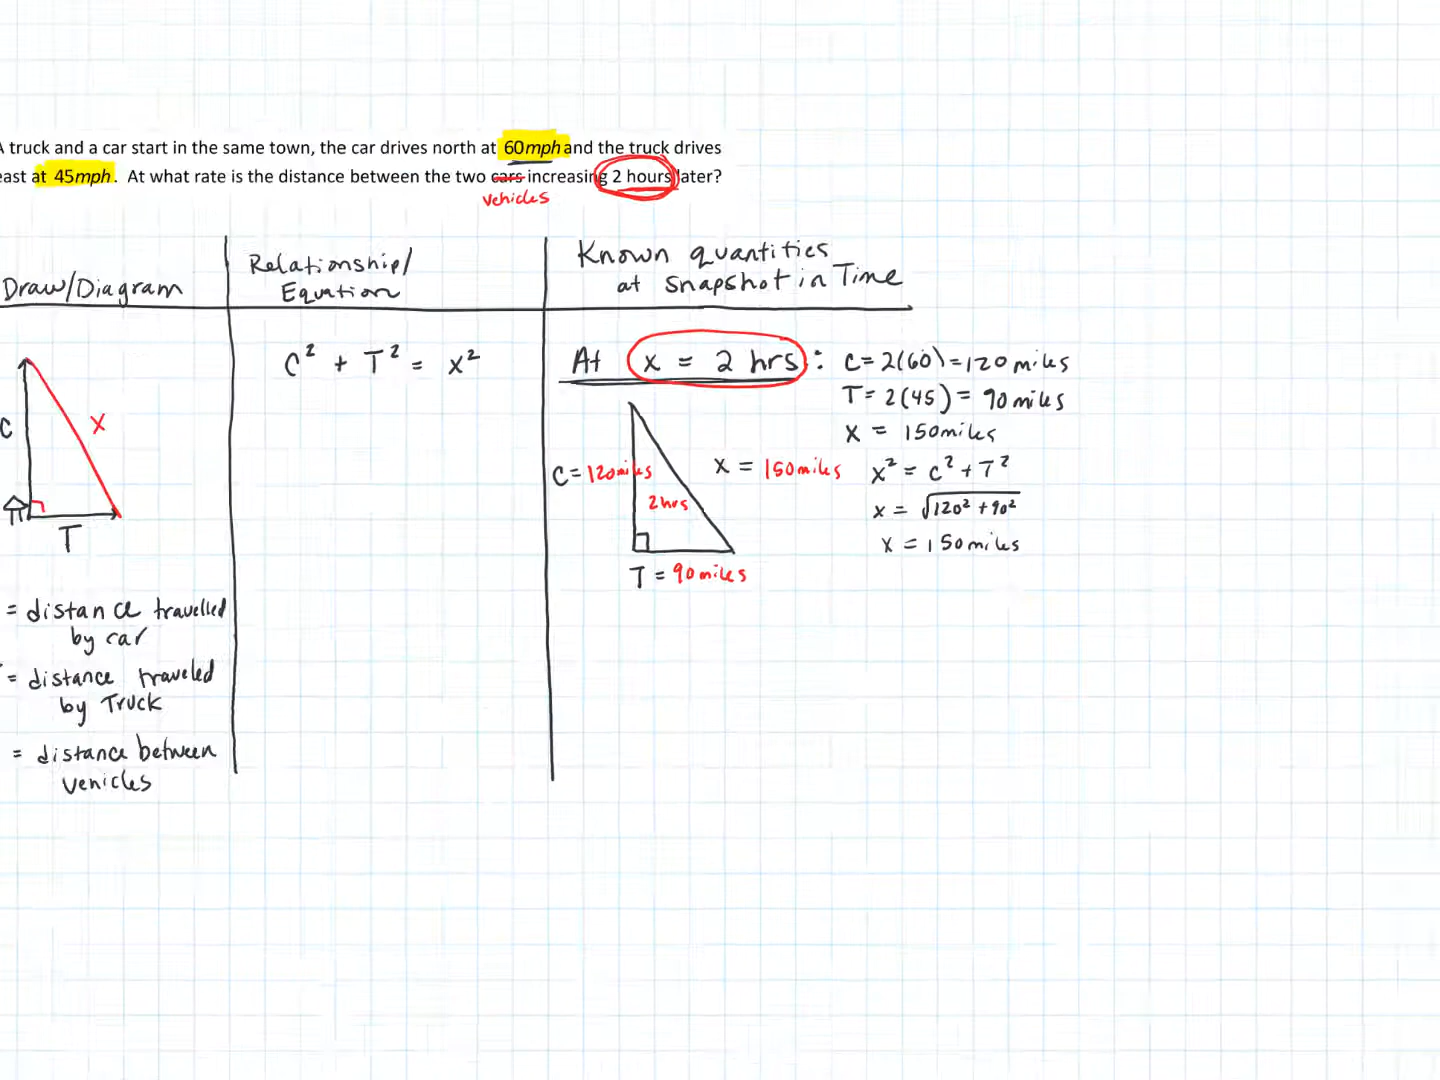 A truck and a car start in the same town, the car drives north at 60mph and the truck drives
east at 45mph. At what rate is the distance between the two cars increasing 2 hours later?
vehicles
Draw/Diagram
Relationship/
Equation
Known quantities
at snapshot in Time
C² + T² = x²
C
x
T
= distance travelled
by car
= distance traveled
by Truck
= distance between
vehicles
At x = 2 hrs:
C = 2(60) = 120 miles
T = 2(45) = 90 miles
x = 150 miles
x² = c² + T²
x = √120² + 90²
x = 150 miles
C = 120 miles
x = 150 miles
2 hrs
T = 90 miles